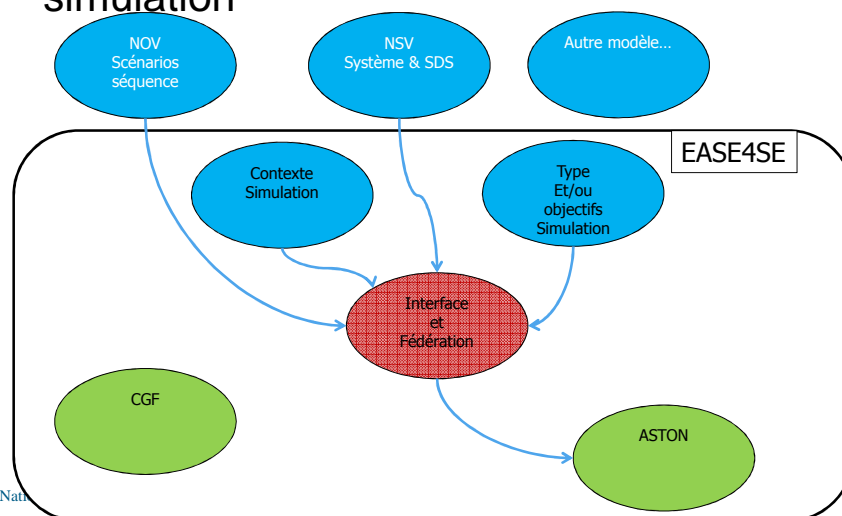 simulation
NOV
Scénarios
séquence
NSV
Système & SDS
Autre modèle...
EASE4SE
Contexte
Simulation
Type
Et/ou
objectifs
Simulation
Interface
et
Fédération
CGF
ASTON